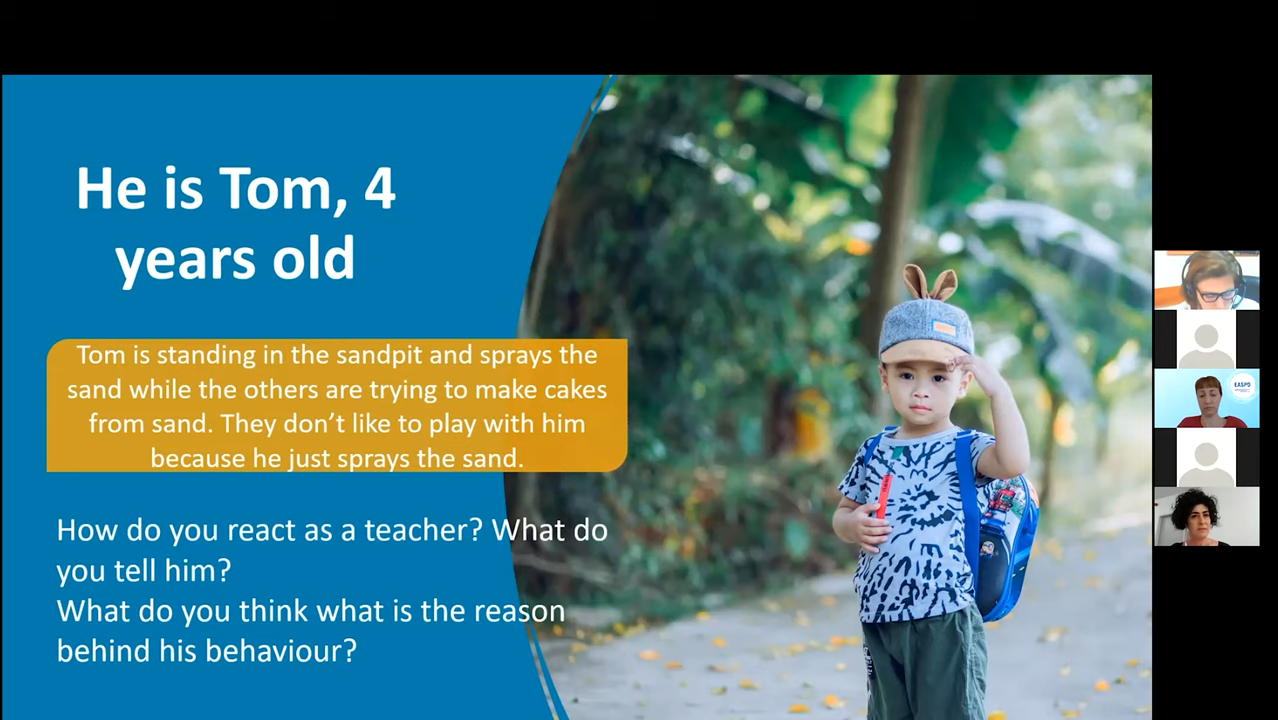 He is Tom, 4
years old
Tom is standing in the sandpit and sprays the
sand while the others are trying to make cakes
from sand. They don’t like to play with him
because he just sprays the sand.
How do you react as a teacher? What do
you tell him?
What do you think what is the reason
behind his behaviour?
EASPD